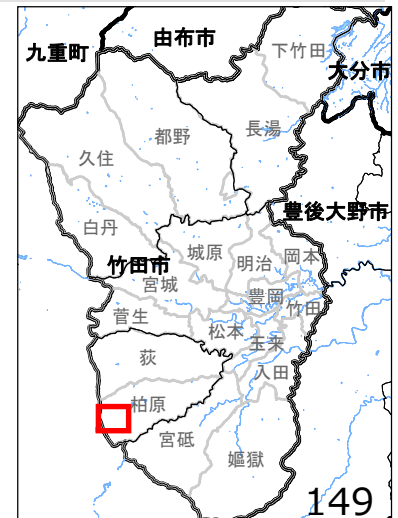 九重町
由布市
下竹田
大分市
都野
長湯
久住
豊後大野市
白丹
城原
明治
岡本
竹田市
宮城
豊岡
竹田
菅生
松本
玉来
荻
入田
柏原
宮砥
嫗獄
149